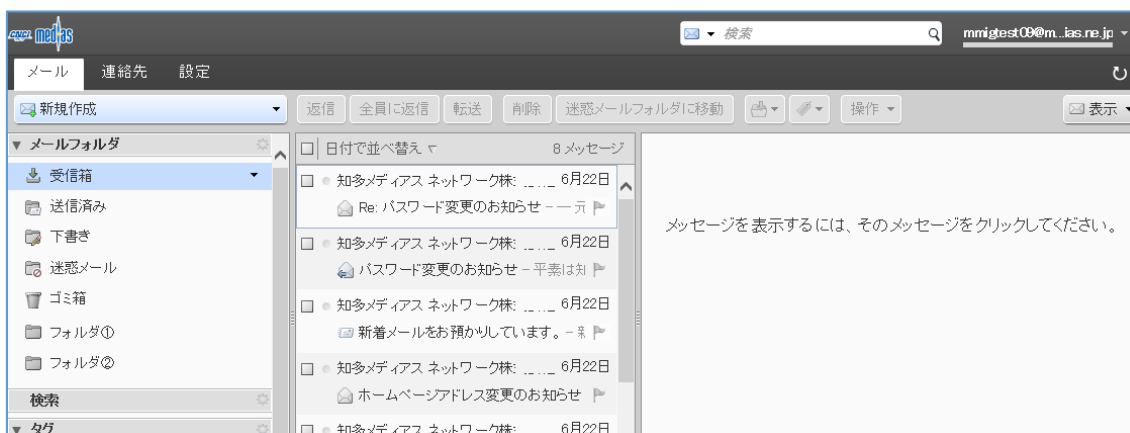 cncl medias
検索
mmigtest09@m...ias.ne.jp
メール 連絡先 設定
新規作成 返信 全員に返信 転送 削除 迷惑メールフォルダに移動 操作 表示
メールフォルダ
受信箱
送信済み
下書き
迷惑メール
ゴミ箱
フォルダ①
フォルダ②
検索
タグ
日付で並べ替え 8 メッセージ
知多メディアス ネットワーク株: 6月22日
Re: パスワード変更のお知らせ - 一 元
知多メディアス ネットワーク株: 6月22日
パスワード変更のお知らせ - 平素は知
知多メディアス ネットワーク株: 6月22日
新着メールをお預かりしています。 -
知多メディアス ネットワーク株: 6月22日
ホームページアドレス変更のお知らせ
知多メディアス ネットワーク株: 6月22日
メッセージを表示するには、そのメッセージをクリックしてください。